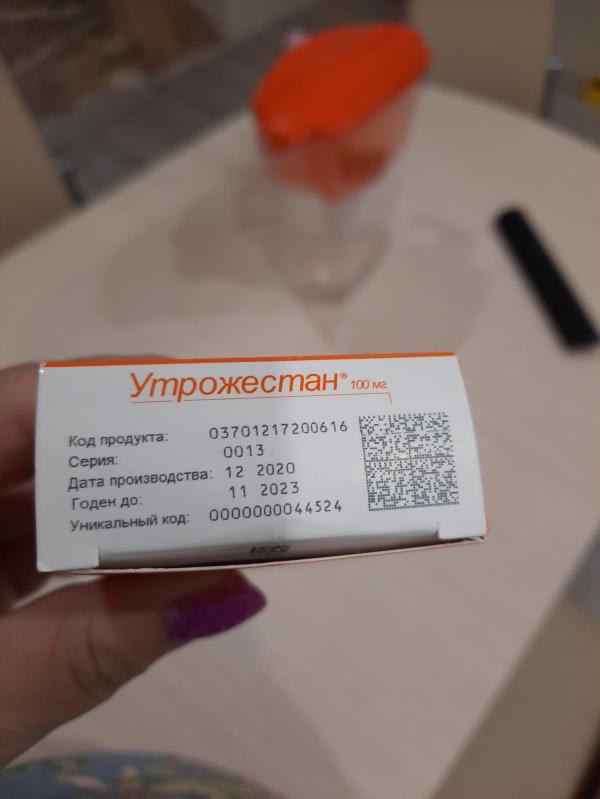 Утрожестан® 100 мг
Код продукта: 03701217200616
Серия: 0013
Дата производства: 12 2020
Годен до: 11 2023
Уникальный код: 0000000044524